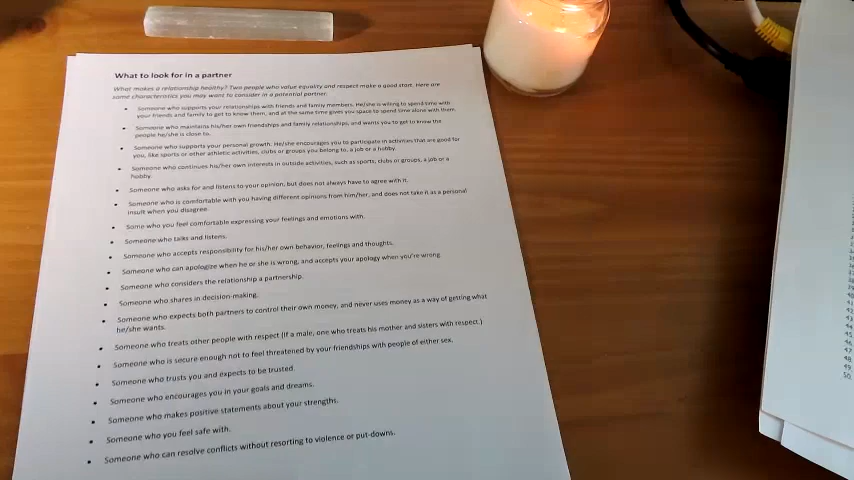 What to look for in a partner
What makes a relationship healthy? Two people who value equality and respect make a good start. Here are
some characteristics you may want to consider in a potential partner.
• Someone who supports your relationships with friends and family members. He/she is willing to spend time with
your friends and family to get to know them, and at the same time gives you space to spend time alone with them.
• Someone who maintains his/her own friendships and family relationships, and wants you to get to know the
people he/she is close to.
• Someone who supports your personal growth. He/she encourages you to participate in activities that are good for
you, like sports or other athletic activities, clubs or groups you belong to, a job or a hobby.
• Someone who continues his/her own interests in outside activities, such as sports, clubs or groups, a job or a
hobby.
• Someone who asks for and listens to your opinion, but does not always have to agree with it.
• Someone who is comfortable with you having different opinions from him/her, and does not take it as a personal
insult when you disagree.
• Some who you feel comfortable expressing your feelings and emotions with.
• Someone who talks and listens.
• Someone who accepts responsibility for his/her own behavior, feelings and thoughts.
• Someone who can apologize when he or she is wrong, and accepts your apology when you're wrong.
• Someone who considers the relationship a partnership.
• Someone who shares in decision-making.
• Someone who expects both partners to control their own money, and never uses money as a way of getting what
he/she wants.
• Someone who treats other people with respect (if a male, one who treats his mother and sisters with respect.)
• Someone who is secure enough not to feel threatened by your friendships with people of either sex.
• Someone who trusts you and expects to be trusted.
• Someone who encourages you in your goals and dreams.
• Someone who makes positive statements about your strengths.
• Someone who you feel safe with.
• Someone who can resolve conflicts without resorting to violence or put-downs.
40
41
42
43
44
45
46
47
48
49
50